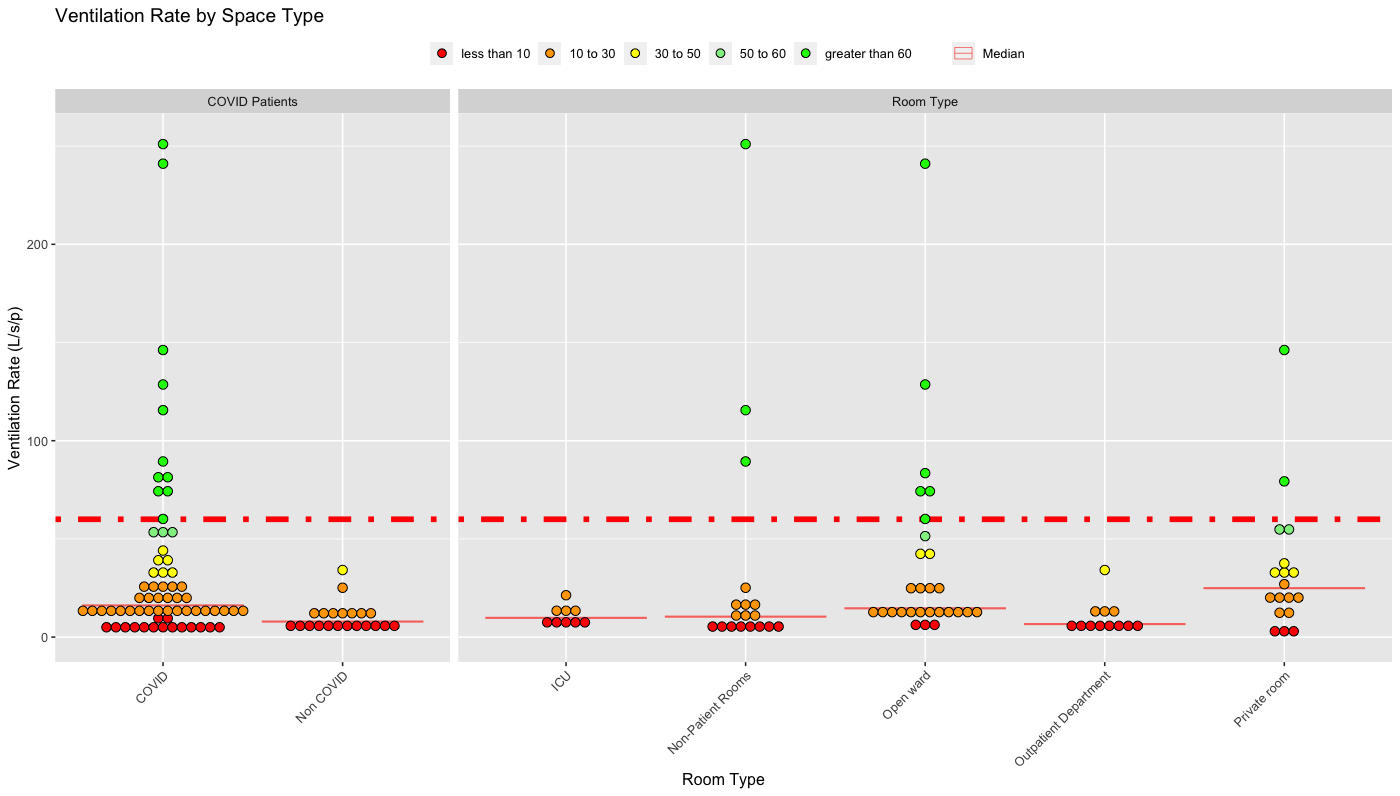 Ventilation Rate by Space Type
less than 10 10 to 30 30 to 50 50 to 60 greater than 60 Median
COVID Patients Room Type
Ventilation Rate (L/s/p)
200
100
0
COVID Non COVID ICU Non-Patient Rooms Open ward Outpatient Department Private room
Room Type